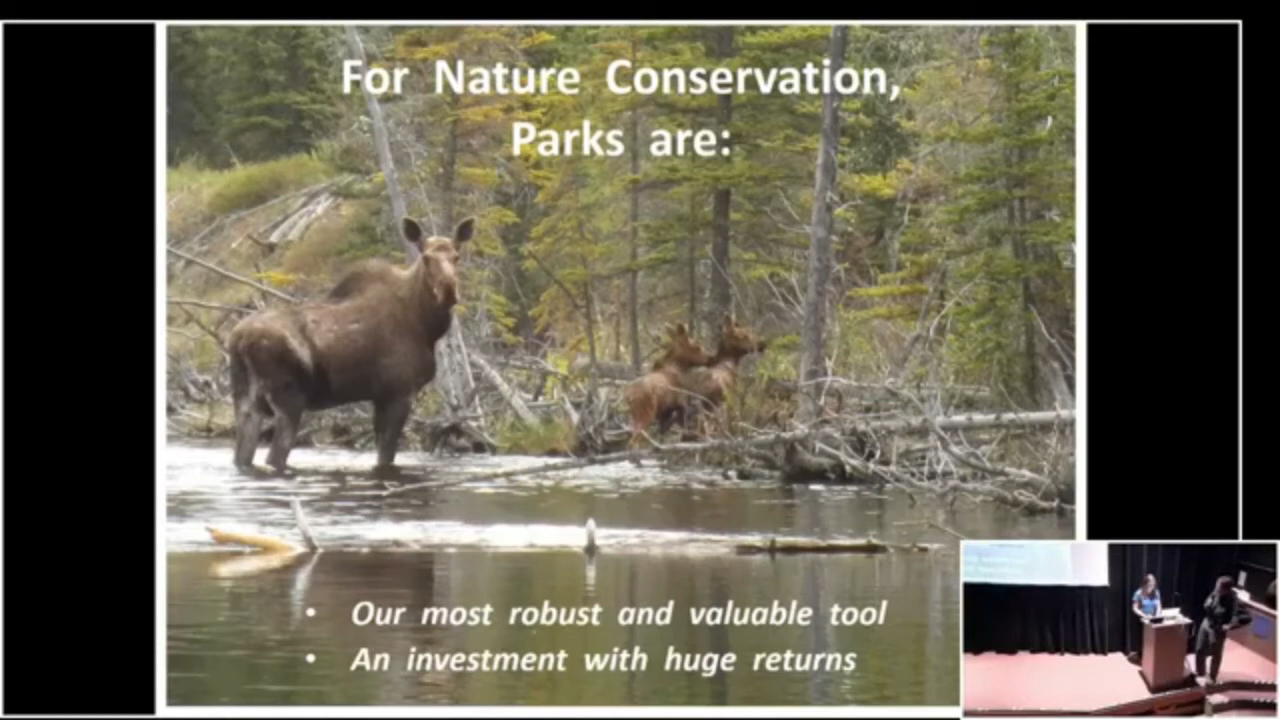 For Nature Conservation,
Parks are:
• Our most robust and valuable tool
• An investment with huge returns